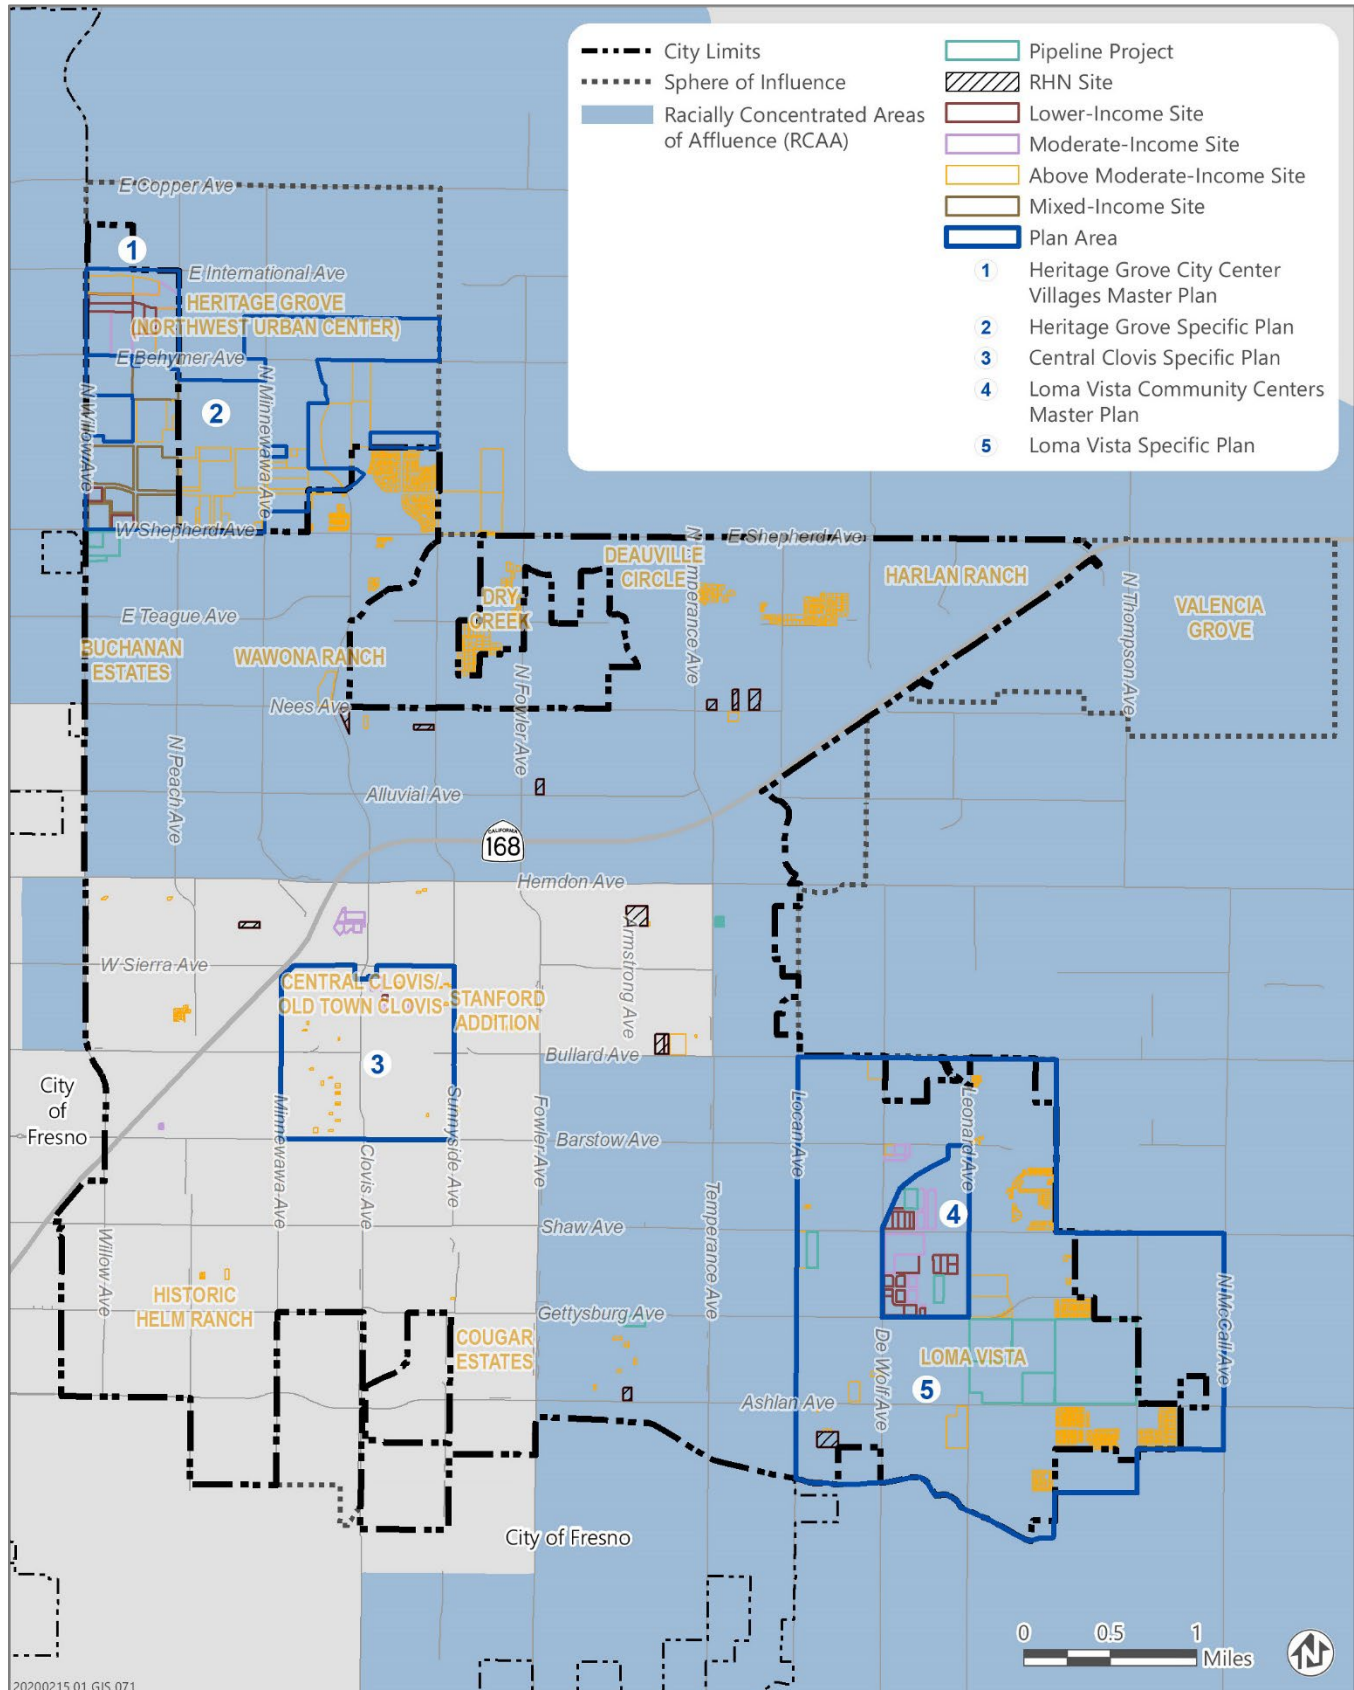 City Limits
Sphere of Influence
Racially Concentrated Areas
of Affluence (RCAA)
Pipeline Project
RHN Site
Lower-Income Site
Moderate-Income Site
Above Moderate-Income Site
Mixed-Income Site
Plan Area
1 Heritage Grove City Center
Villages Master Plan
2 Heritage Grove Specific Plan
3 Central Clovis Specific Plan
4 Loma Vista Community Centers
Master Plan
5 Loma Vista Specific Plan
E Copper Ave
1
E International Ave
HERITAGE GROVE
(NORTHWEST URBAN CENTER)
E Behymer Ave
N Willow Ave
2
N Minnewawa Ave
W Shepherd Ave
E Shepherd Ave
N Temperance Ave
DEAUVILLE
CIRCLE
HARLAN RANCH
N Thompson Ave
VALENCIA
GROVE
DRY
CREEK
E Teague Ave
BUCHANAN
ESTATES
WAWONA RANCH
Nees Ave
N Fowler Ave
N Peach Ave
Alluvial Ave
CALIFORNIA
168
Herndon Ave
W Sierra Ave
Armstrong Ave
CENTRAL CLOVIS/
OLD TOWN CLOVIS
STANFORD
ADDITION
3
Bullard Ave
City
of
Fresno
Minnewawa Ave
Clovis Ave
Sunnyside Ave
Fowler Ave
Barstow Ave
Locan Ave
Leonard Ave
Temperance Ave
4
Shaw Ave
Willow Ave
HISTORIC
HELM RANCH
Gettysburg Ave
COUGAR
ESTATES
De Wolf Ave
LOMA VISTA
N McCall Ave
5
Ashlan Ave
City of Fresno
0 0.5 1
Miles
N
20200215.01 GIS 071